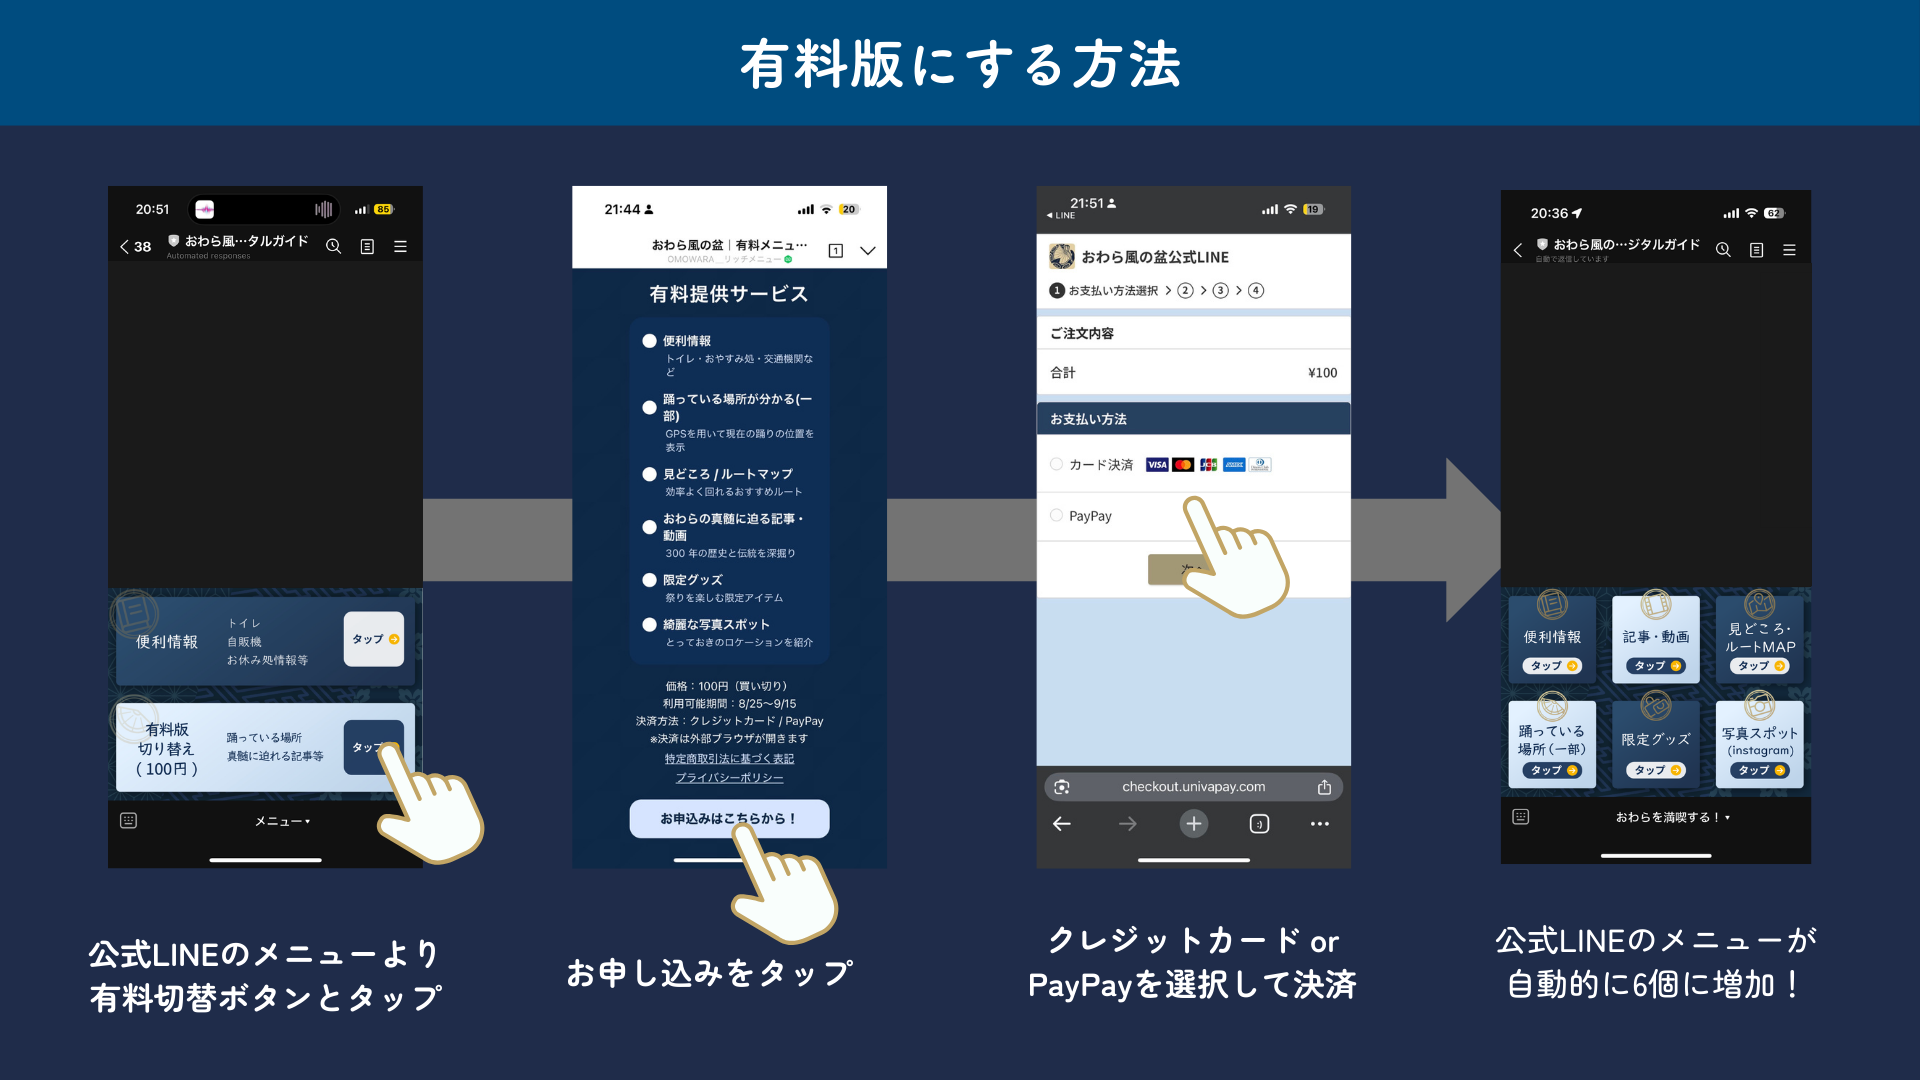 有料版にする方法
20:51
85
38
おわら風…タルガイド
Automated responses
便利情報
トイレ
自販機
お休み処情報等
タップ
有料版
切り替え
(100円)
踊っている場所
真髄に迫れる記事等
タップ
メニュー▾
公式LINEのメニューより
有料切替ボタンとタップ
21:44
20
おわら風の盆｜有料メニュ…
OMOWARA＿リッチメニュー
1
有料提供サービス
便利情報
トイレ・おやすみ処・交通機関な
ど
踊っている場所が分かる(一
部)
GPSを用いて現在の踊りの位置を
表示
見どころ / ルートマップ
効率よく回れるおすすめルート
おわらの真髄に迫る記事・
動画
300 年の歴史と伝統を深掘り
限定グッズ
祭りを楽しむ限定アイテム
綺麗な写真スポット
とっておきのロケーションを紹介
価格：100円（買い切り）
利用可能期間：8/25〜9/15
決済方法：クレジットカード / PayPay
※決済は外部ブラウザが開きます
特定商取引法に基づく表記
プライバシーポリシー
お申込みはこちらから！
お申し込みをタップ
21:51
◂ LINE
19
おわら風の盆公式LINE
1 お支払い方法選択 > 2 > 3 > 4
ご注文内容
合計 ¥100
お支払い方法
カード決済 VISA JCB
PayPay
checkout.univapay.com
:)
クレジットカード or
PayPayを選択して決済
20:36
62
おわら風の…ジタルガイド
自動で返信しています
便利情報
タップ
記事・動画
タップ
見どころ・
ルートMAP
タップ
踊っている
場所(一部)
タップ
限定グッズ
タップ
写真スポット
(instagram)
タップ
おわらを満喫する！▾
公式LINEのメニューが
自動的に6個に増加！